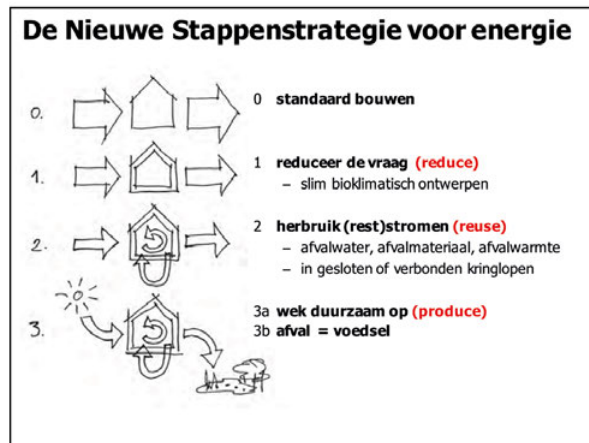 De Nieuwe Stappenstrategie voor energie
0.
0 standaard bouwen
1.
1 reduceer de vraag (reduce)
– slim bioklimatisch ontwerpen
2.
2 herbruik (rest)stromen (reuse)
– afvalwater, afvalmateriaal, afvalwarmte
– in gesloten of verbonden kringlopen
3.
3a wek duurzaam op (produce)
3b afval = voedsel